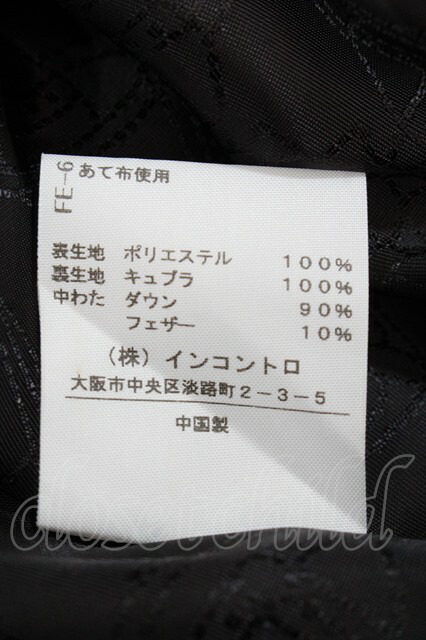 FE-6
あて布使用
表生地 ポリエステル 100%
裏生地 キュプラ 100%
中わた ダウン 90%
フェザー 10%
(株)インコントロ
大阪市中央区淡路町2-3-5
中国製
closetchild